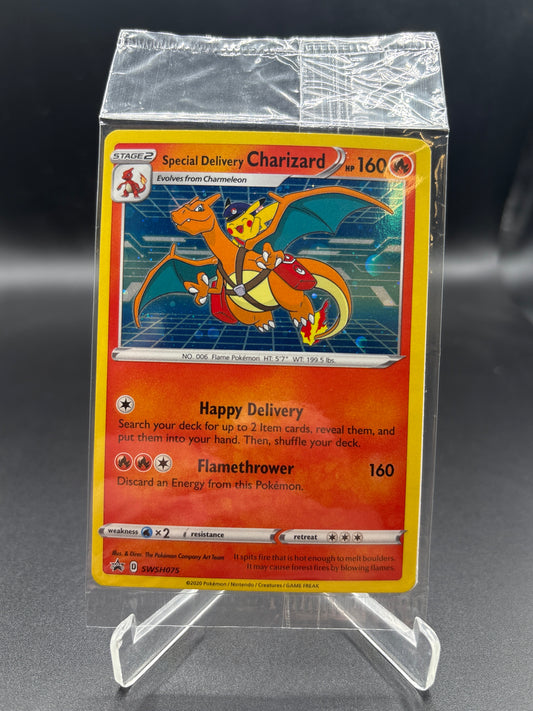 STAGE2
Special Delivery Charizard HP 160
Evolves from Charmeleon
NO. 006 Flame Pokémon HT: 5'7" WT: 199.5 lbs.
Happy Delivery
Search your deck for up to 2 Item cards, reveal them, and
put them into your hand. Then, shuffle your deck.
Flamethrower 160
Discard an Energy from this Pokémon.
weakness ×2 resistance retreat
Illus. & Direc. The Pokémon Company Art Team
It spits fire that is hot enough to melt boulders.
It may cause forest fires by blowing flames.
D SWSH075
©2020 Pokémon / Nintendo / Creatures / GAME FREAK